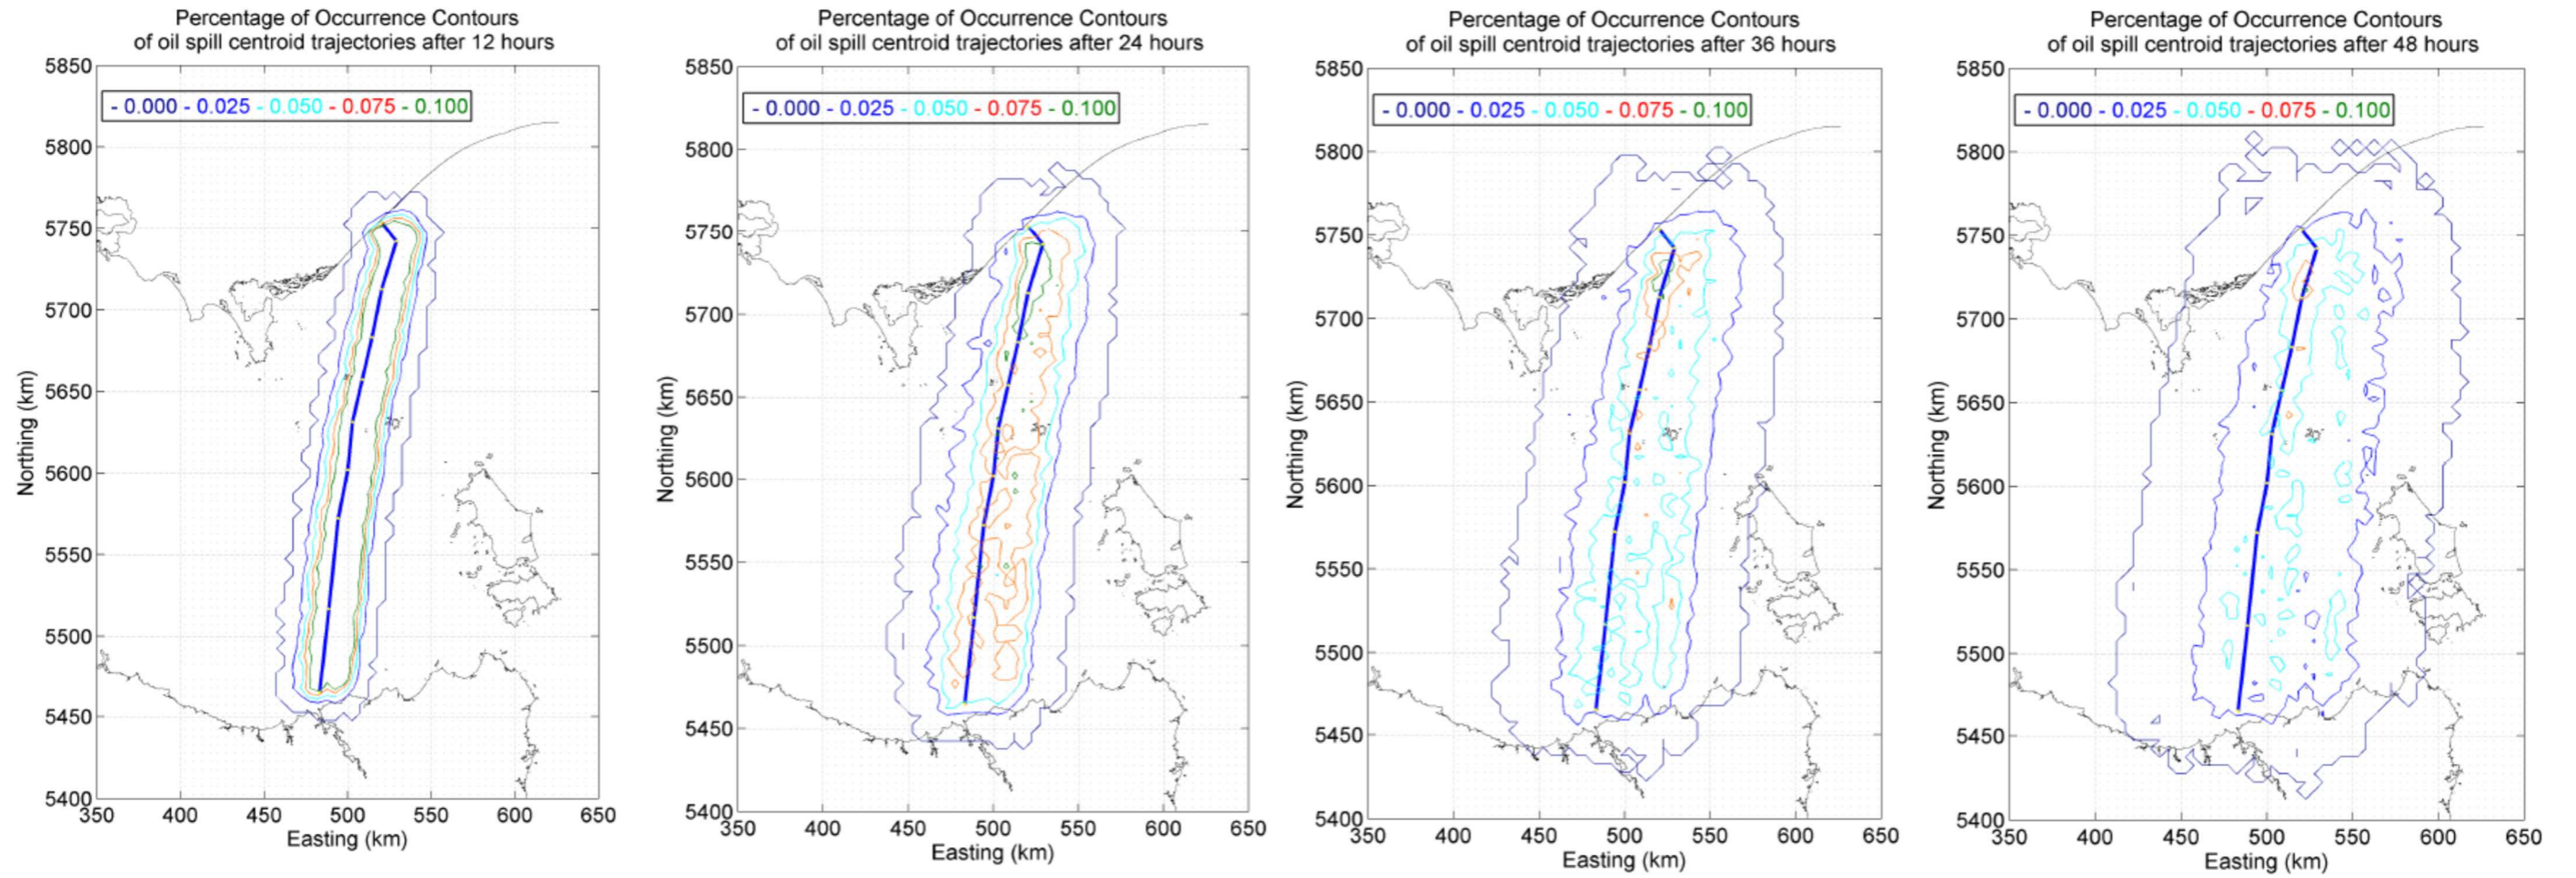 Percentage of Occurrence Contours
of oil spill centroid trajectories after 12 hours
- 0.000 - 0.025 - 0.050 - 0.075 - 0.100
5850
5800
5750
5700
5650
5600
5550
5500
5450
5400
Northing (km)
350 400 450 500 550 600 650
Easting (km)
Percentage of Occurrence Contours
of oil spill centroid trajectories after 24 hours
- 0.000 - 0.025 - 0.050 - 0.075 - 0.100
5850
5800
5750
5700
5650
5600
5550
5500
5450
5400
Northing (km)
350 400 450 500 550 600 650
Easting (km)
Percentage of Occurrence Contours
of oil spill centroid trajectories after 36 hours
- 0.000 - 0.025 - 0.050 - 0.075 - 0.100
5850
5800
5750
5700
5650
5600
5550
5500
5450
5400
Northing (km)
350 400 450 500 550 600 650
Easting (km)
Percentage of Occurrence Contours
of oil spill centroid trajectories after 48 hours
- 0.000 - 0.025 - 0.050 - 0.075 - 0.100
5850
5800
5750
5700
5650
5600
5550
5500
5450
5400
Northing (km)
350 400 450 500 550 600 650
Easting (km)